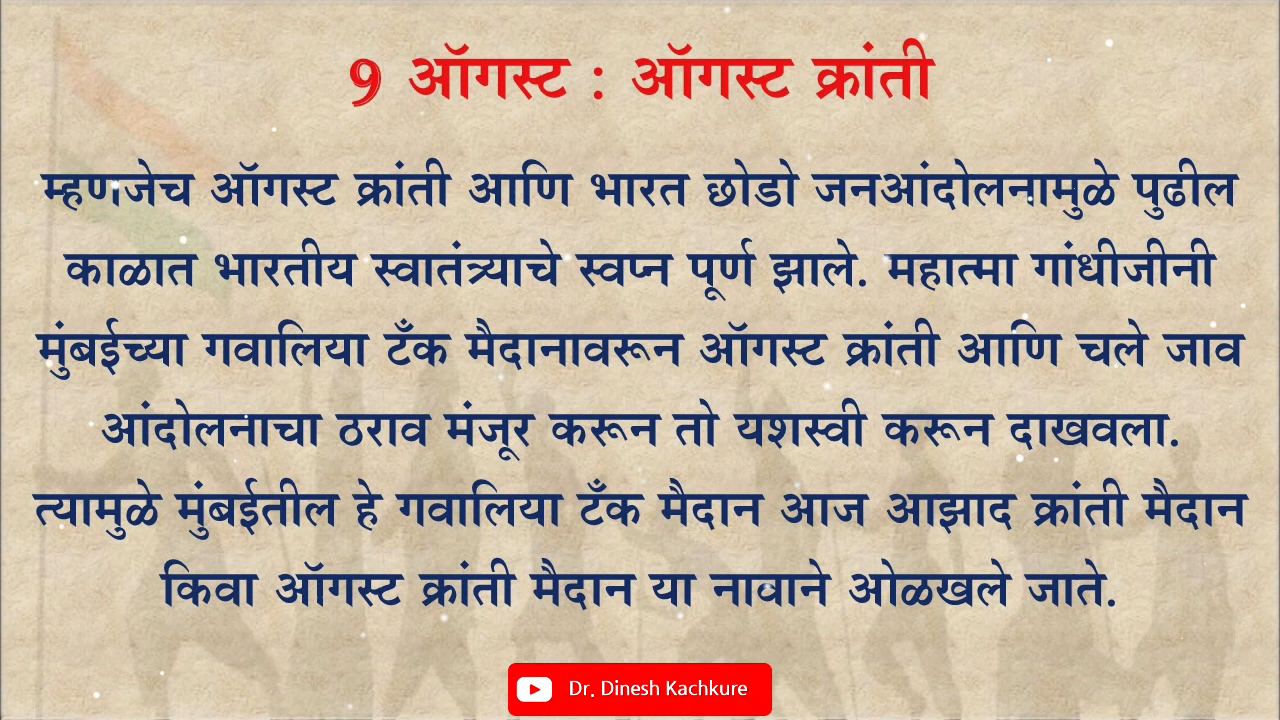 9 ऑगस्ट : ऑगस्ट क्रांती
म्हणजेच ऑगस्ट क्रांती आणि भारत छोडो जनआंदोलनामुळे पुढील
काळात भारतीय स्वातंत्र्याचे स्वप्न पूर्ण झाले. महात्मा गांधीजीनी
मुंबईच्या गवालिया टँक मैदानावरून ऑगस्ट क्रांती आणि चले जाव
आंदोलनाचा ठराव मंजूर करून तो यशस्वी करून दाखवला.
त्यामुळे मुंबईतील हे गवालिया टँक मैदान आज आझाद क्रांती मैदान
किवा ऑगस्ट क्रांती मैदान या नावाने ओळखले जाते.
Dr. Dinesh Kachkure